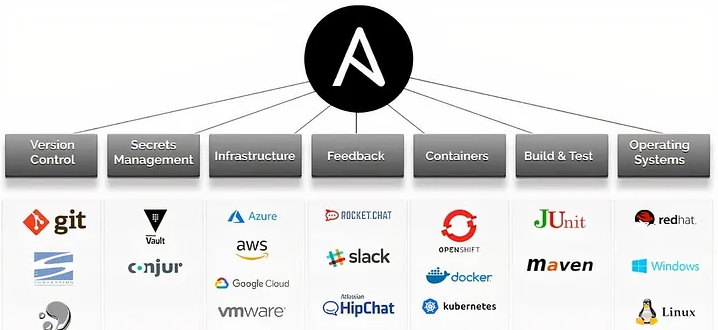 Version
Control
Secrets
Management
Infrastructure
Feedback
Containers
Build & Test
Operating
Systems
git
Vault
conjur
Azure
aws
Google Cloud
vmware
ROCKET.CHAT
slack
Atlassian
HipChat
OPENSHIFT
docker
kubernetes
JUnit
maven
redhat.
Windows
Linux